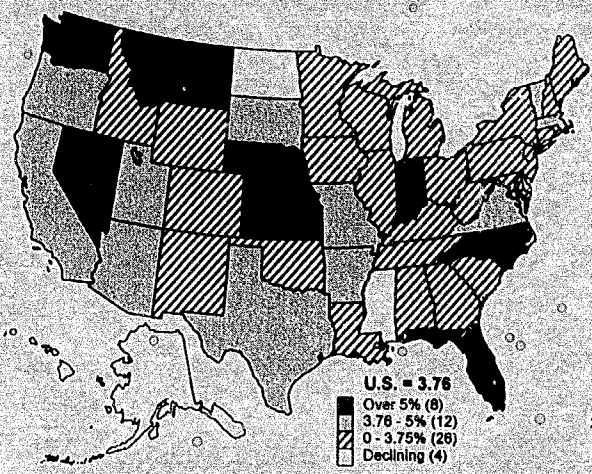 U.S. = 3.76
Over 5% (8)
3.76 - 5% (12)
0 - 3.75% (26)
Declining (4)